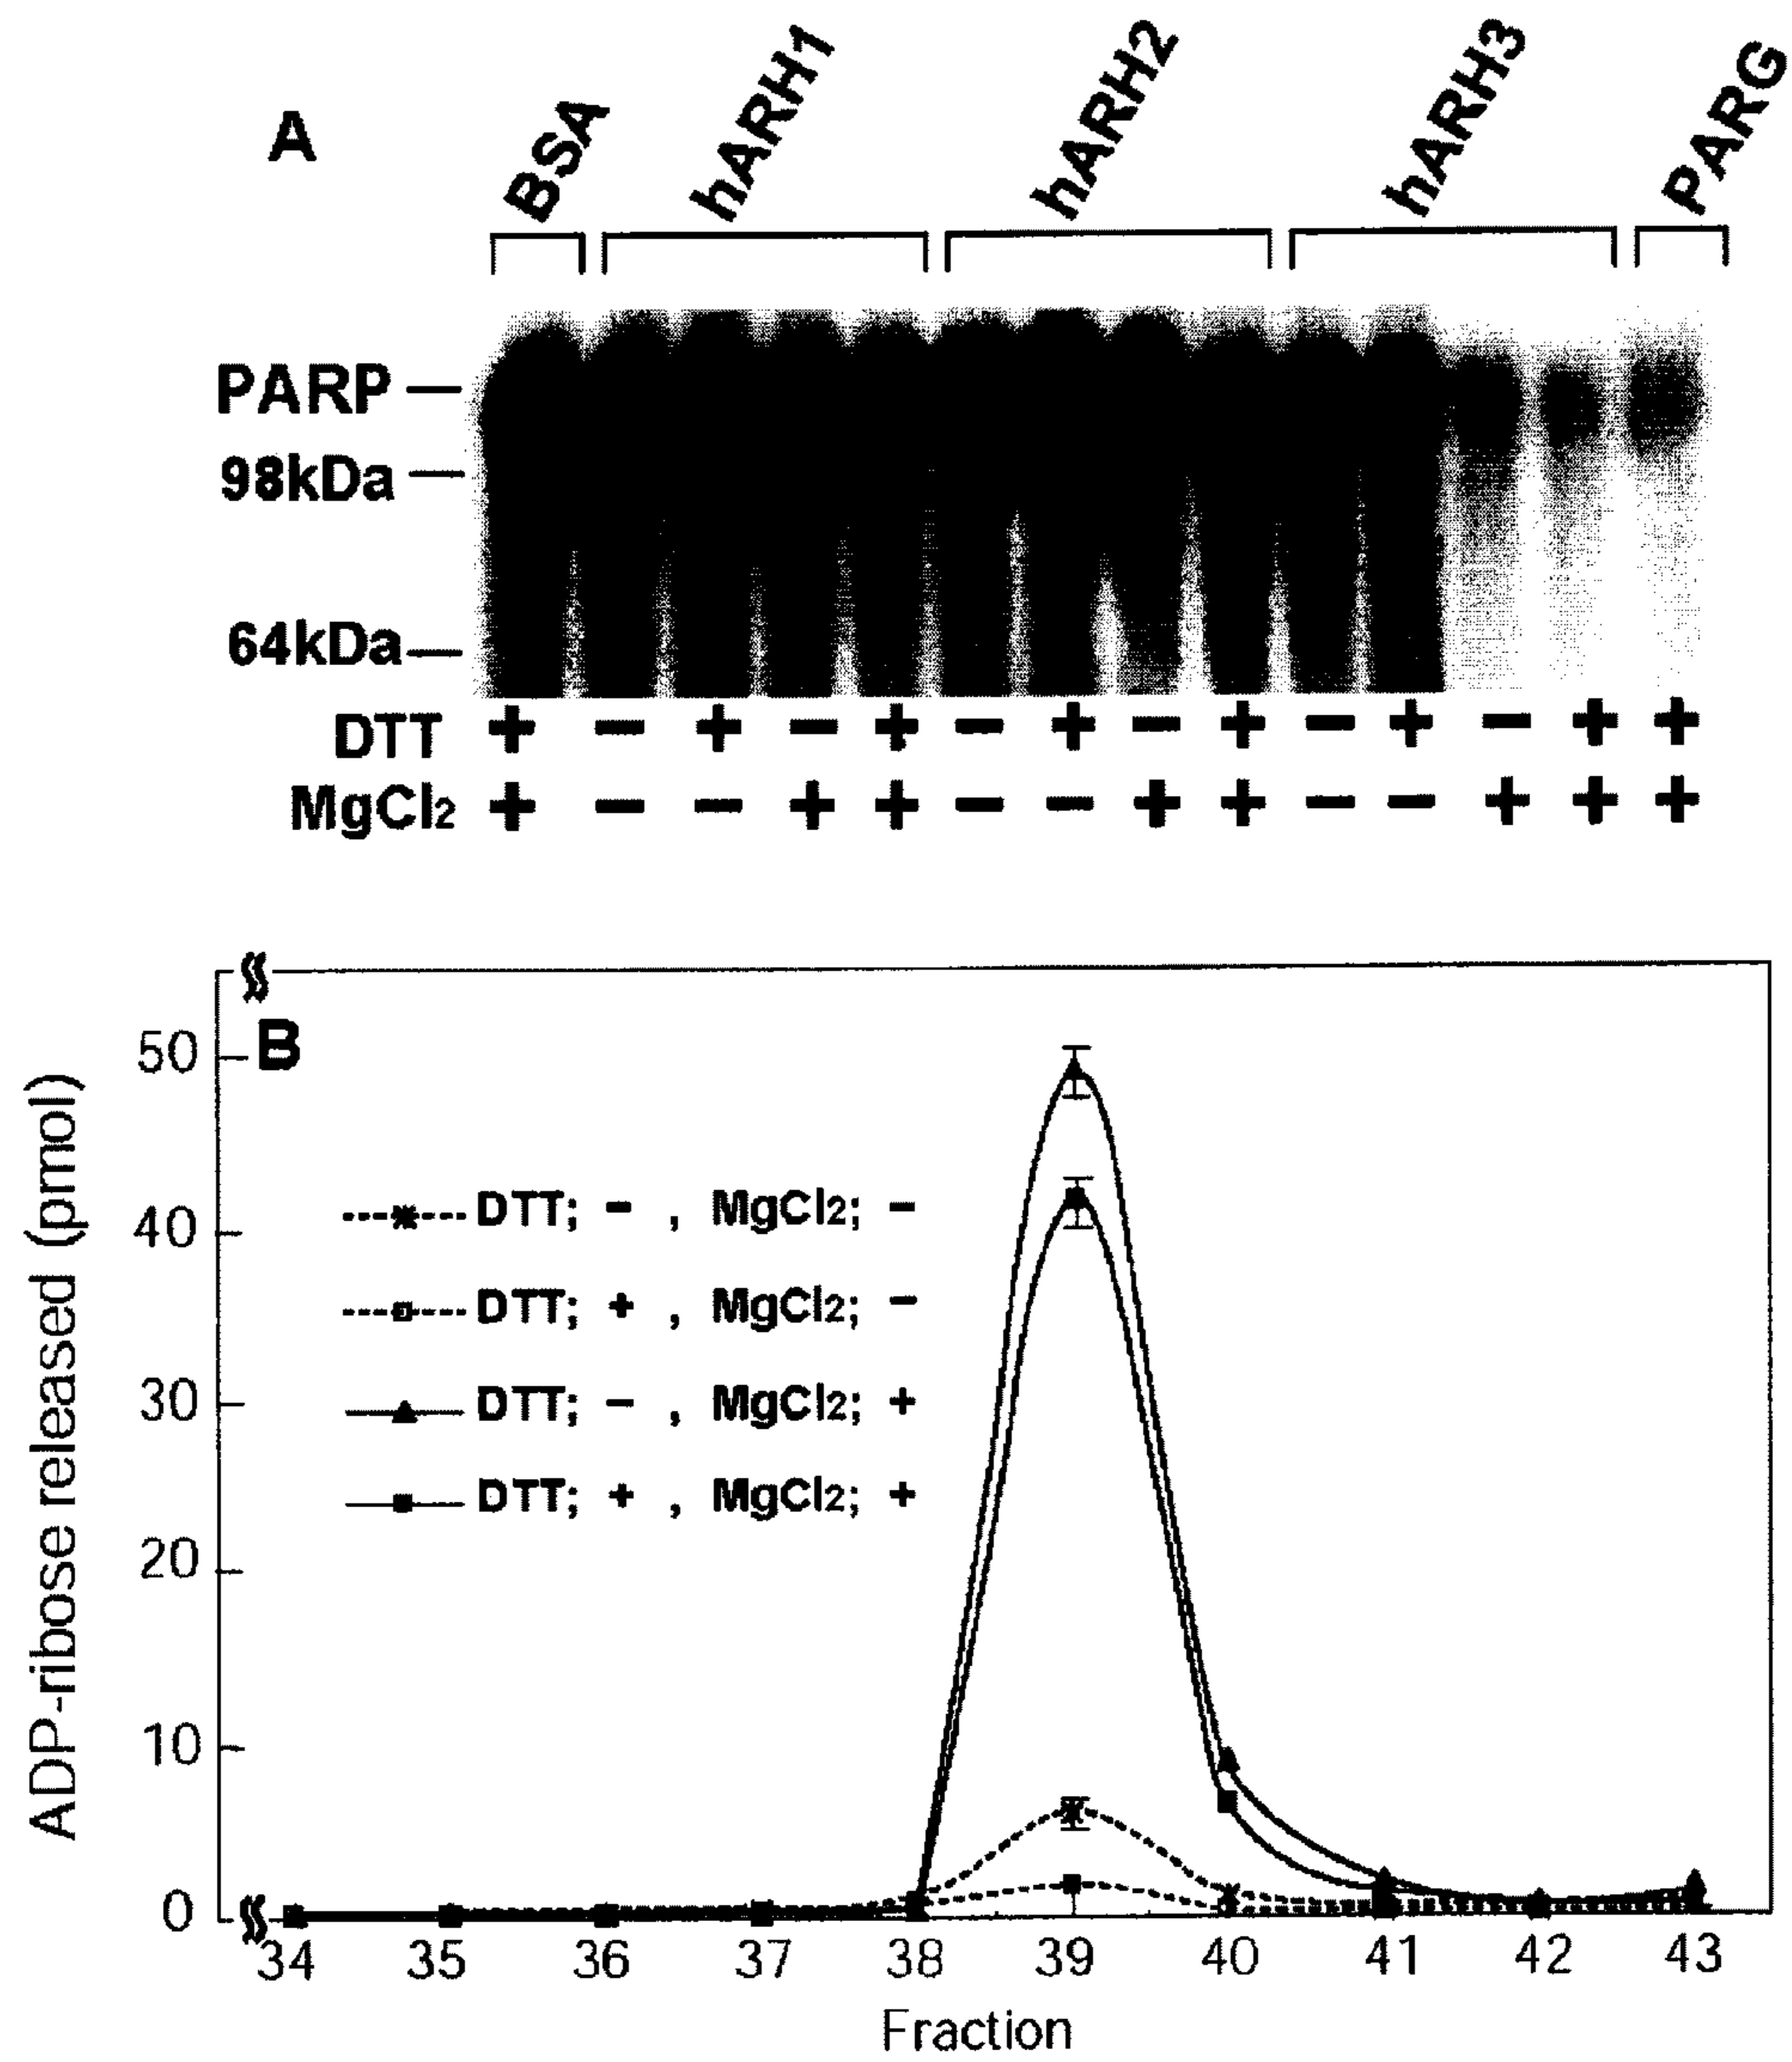 A
BSA hARH1 hARH2 hARH3 PARG
PARP
98kDa
64kDa
DTT + − + − + − + − + − + − + +
MgCl2 + − − + + − − + + − − + + +
B
ADP-ribose released (pmol)
50
40
30
20
10
0
DTT; − , MgCl2; −
DTT; + , MgCl2; −
DTT; − , MgCl2; +
DTT; + , MgCl2; +
34 35 36 37 38 39 40 41 42 43
Fraction